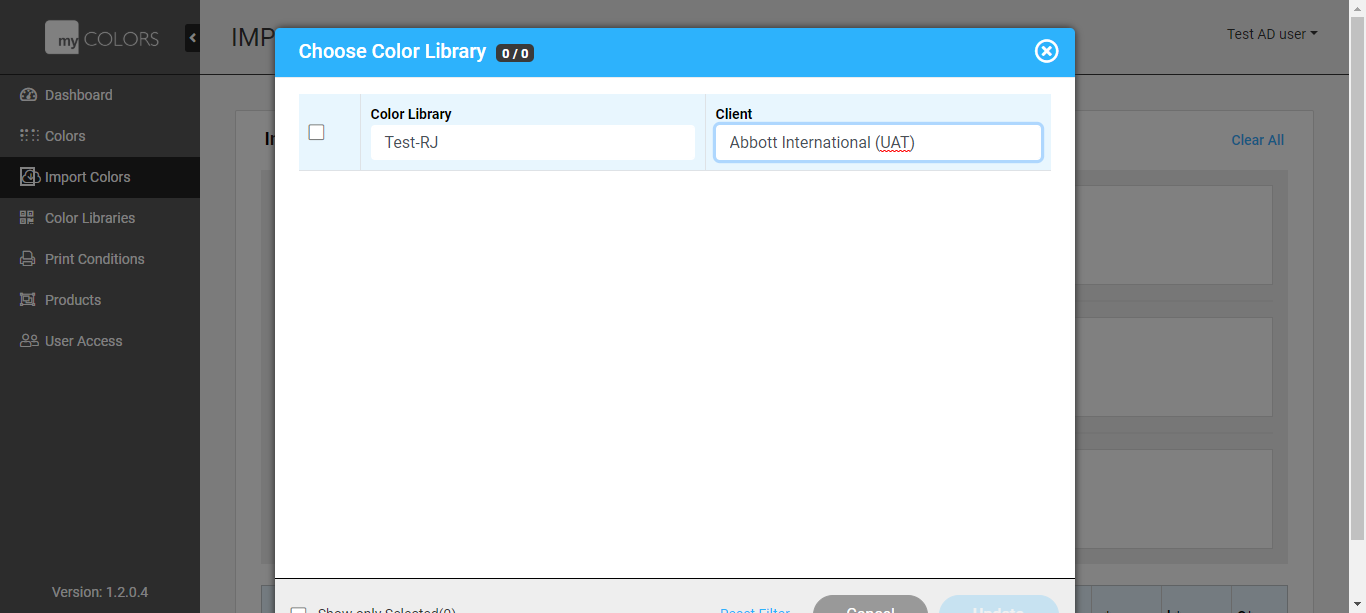 my COLORS
IMP
Test AD user
Choose Color Library 0 / 0
Dashboard
Colors
Import Colors
Color Libraries
Print Conditions
Products
User Access
Version: 1.2.0.4
Clear All
Color Library
Client
Test-RJ
Abbott International (UAT)
Show only Selected(0)
Reset Filter
Cancel
Update